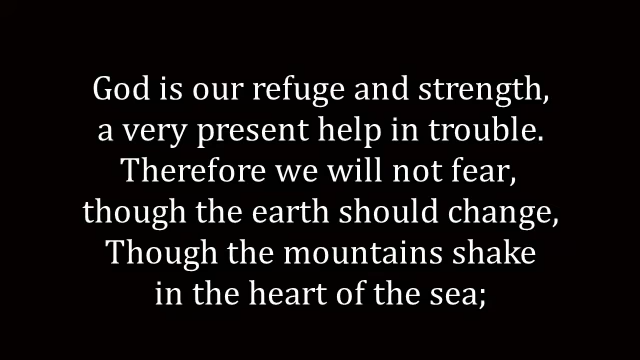 God is our refuge and strength,
a very present help in trouble.
Therefore we will not fear,
though the earth should change,
Though the mountains shake
in the heart of the sea;